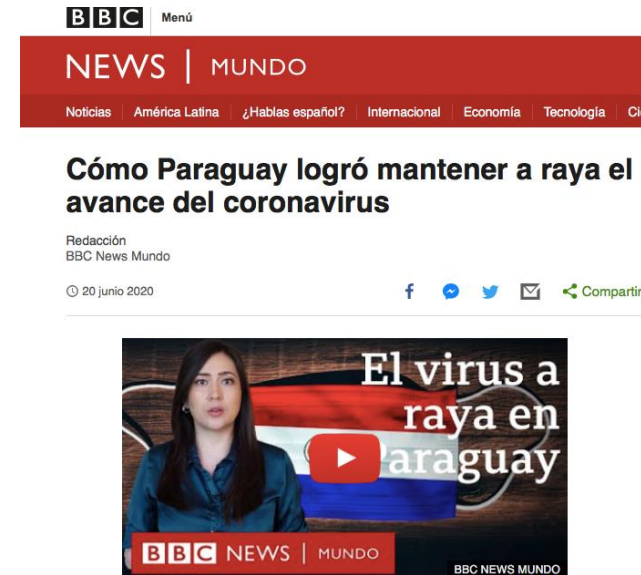 BBC Menú
NEWS | MUNDO
Noticias América Latina ¿Hablas español? Internacional Economía Tecnología
Cómo Paraguay logró mantener a raya el
avance del coronavirus
Redacción
BBC News Mundo
20 junio 2020 Compartir
El virus a
raya en
Paraguay
BBC NEWS | MUNDO
BBC NEWS MUNDO